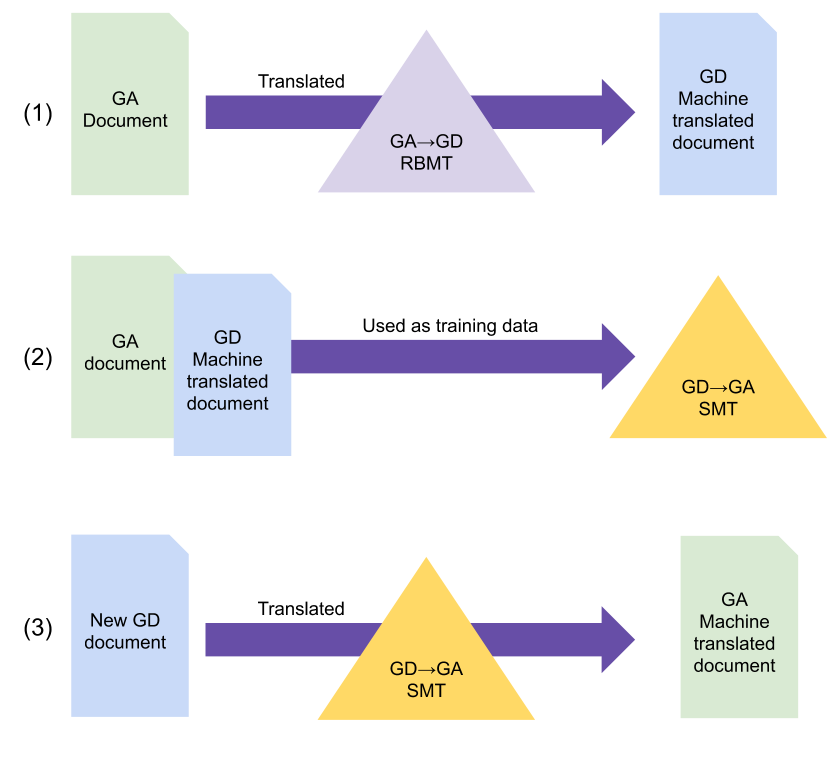 (1)
GA
Document
Translated
GA→GD
RBMT
GD
Machine
translated
document
(2)
GA
document
GD
Machine
translated
document
Used as training data
GD→GA
SMT
(3)
New GD
document
Translated
GD→GA
SMT
GA
Machine
translated
document